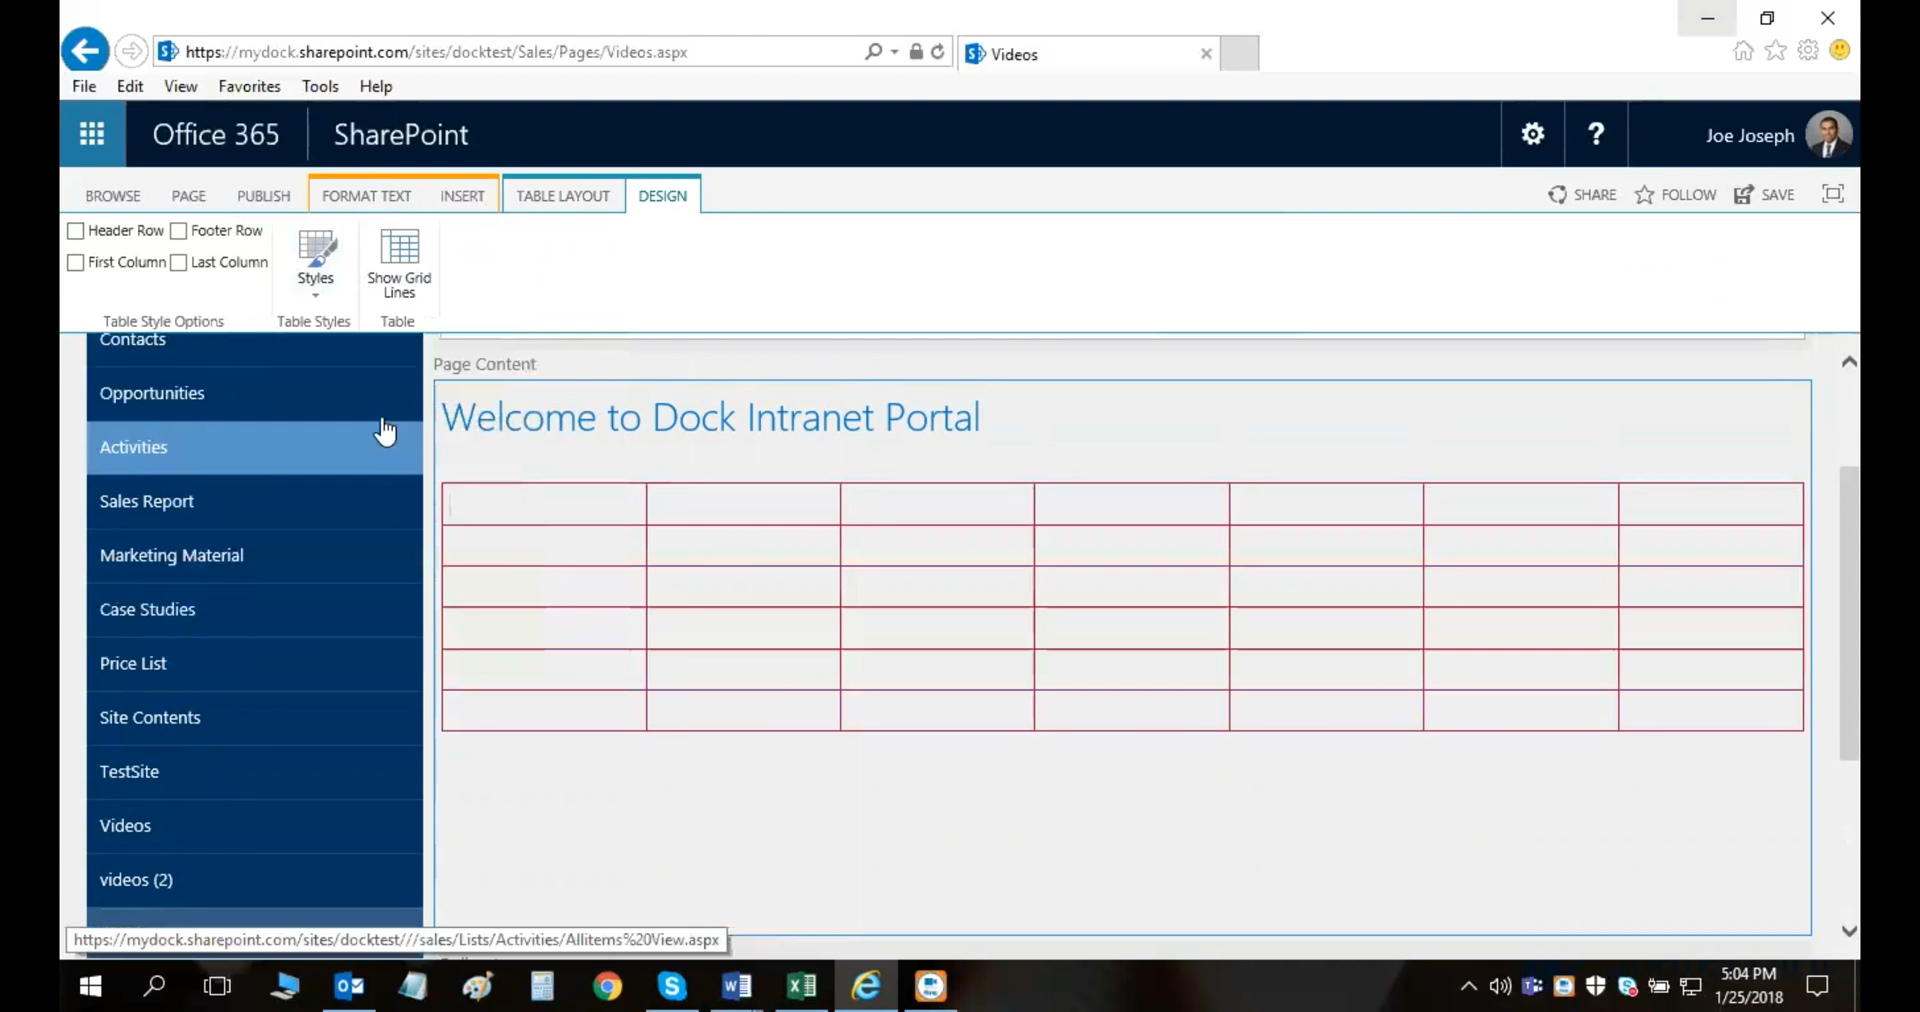 https://mydock.sharepoint.com/sites/docktest/Sales/Pages/Videos.aspx
Videos
File Edit View Favorites Tools Help
Office 365 SharePoint
Joe Joseph
BROWSE PAGE PUBLISH FORMAT TEXT INSERT TABLE LAYOUT DESIGN
SHARE FOLLOW SAVE
Header Row Footer Row
First Column Last Column
Styles
Show Grid
Lines
Table Style Options Table Styles Table
Contacts
Opportunities
Activities
Sales Report
Marketing Material
Case Studies
Price List
Site Contents
TestSite
Videos
videos (2)
Page Content
Welcome to Dock Intranet Portal
https://mydock.sharepoint.com/sites/docktest///sales/Lists/Activities/Allitems%20View.aspx
5:04 PM
1/25/2018